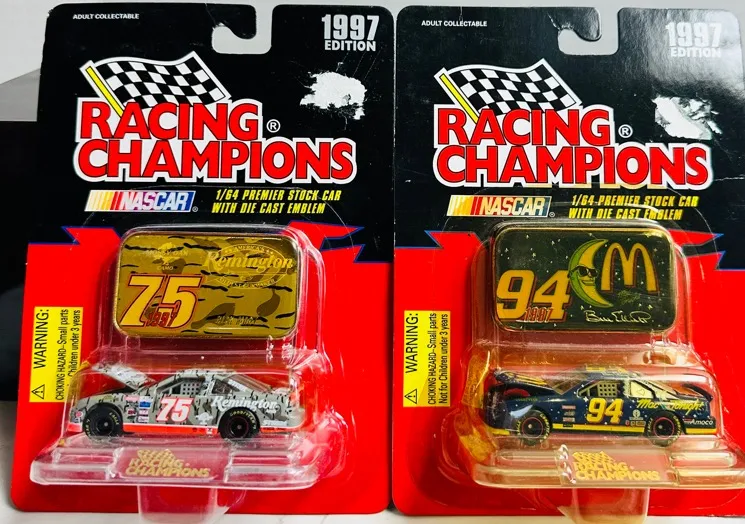 ADULT COLLECTABLE
1997
EDITION
RACING
CHAMPIONS®
NASCAR®
1/64 PREMIER STOCK CAR
WITH DIE CAST EMBLEM
Remington
75
1997
⚠ WARNING:
CHOKING HAZARD--Small parts
Children under 3 years
75
Remington
RACING
CHAMPIONS
ADULT COLLECTABLE
1997
EDITION
RACING
CHAMPIONS®
NASCAR®
1/64 PREMIER STOCK CAR
WITH DIE CAST EMBLEM
94
1997
M
⚠ WARNING:
CHOKING HAZARD--Small parts
Not for Children under 3 years
94
Mac Tonight
Amoco
RACING
CHAMPIONS